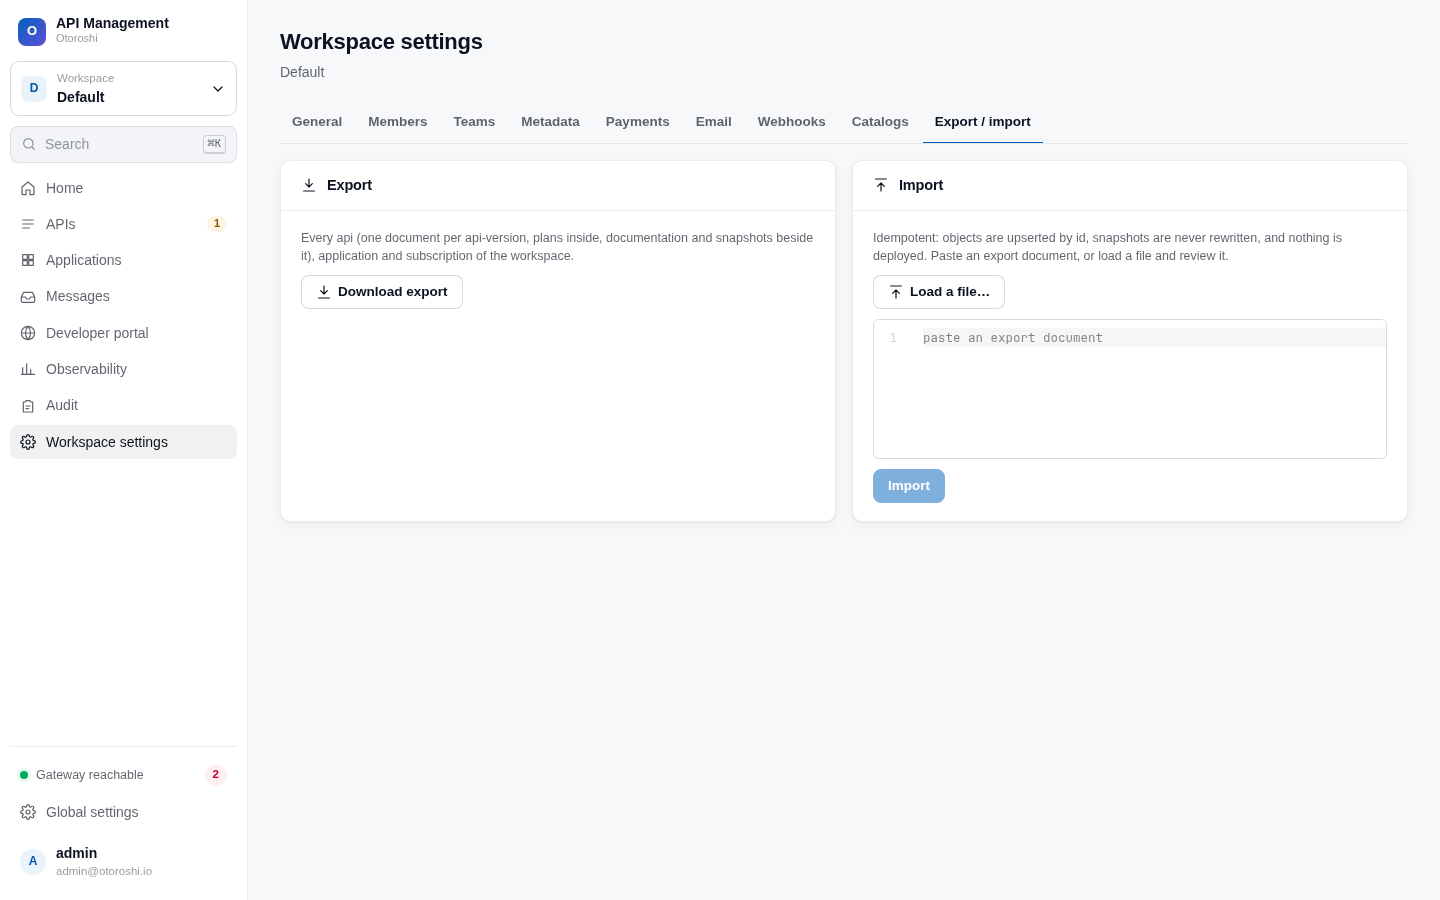 O
API Management
Otoroshi
D
Workspace
Default
Search
⌘K
Home
APIs
1
Applications
Messages
Developer portal
Observability
Audit
Workspace settings
Gateway reachable
2
Global settings
A
admin
admin@otoroshi.io
Workspace settings
Default
General
Members
Teams
Metadata
Payments
Email
Webhooks
Catalogs
Export / import
Export
Every api (one document per api-version, plans inside, documentation and snapshots beside
it), application and subscription of the workspace.
Download export
Import
Idempotent: objects are upserted by id, snapshots are never rewritten, and nothing is
deployed. Paste an export document, or load a file and review it.
Load a file…
1
paste an export document
Import